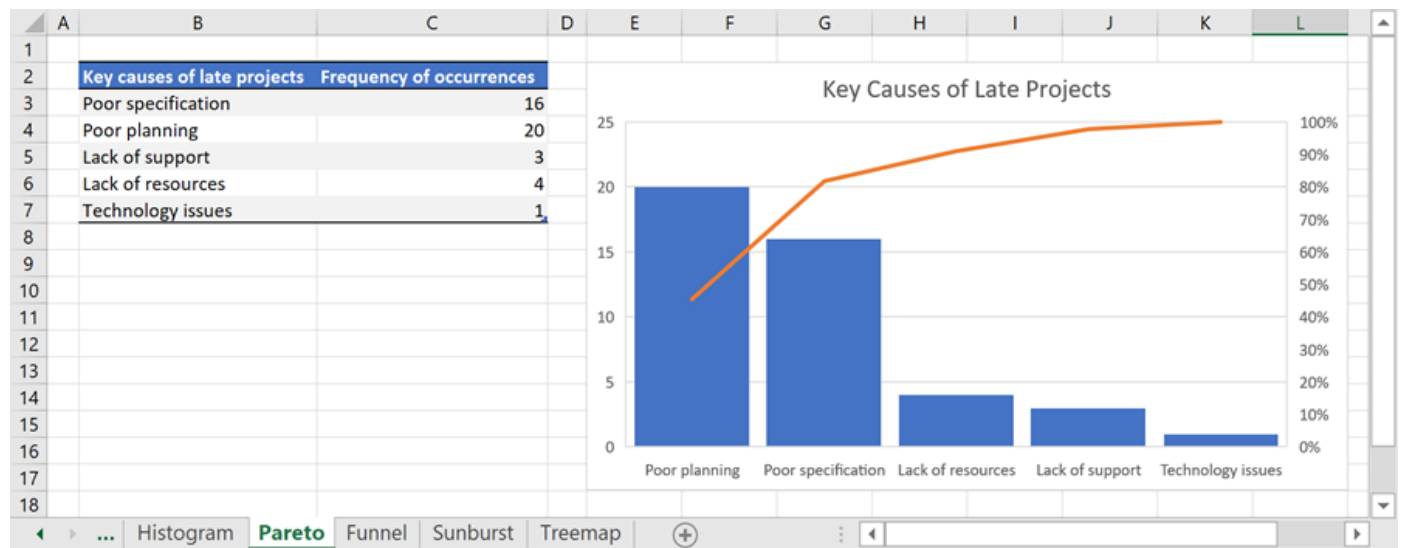 A B C D E F G H I J K L
1
2 Key causes of late projects Frequency of occurrences
3 Poor specification 16
4 Poor planning 20
5 Lack of support 3
6 Lack of resources 4
7 Technology issues 1
8
9
10
11
12
13
14
15
16
17
18
Key Causes of Late Projects
25 100%
90%
20 80%
70%
15 60%
50%
10 40%
30%
5 20%
10%
0 0%
Poor planning Poor specification Lack of resources Lack of support Technology issues
... Histogram Pareto Funnel Sunburst Treemap